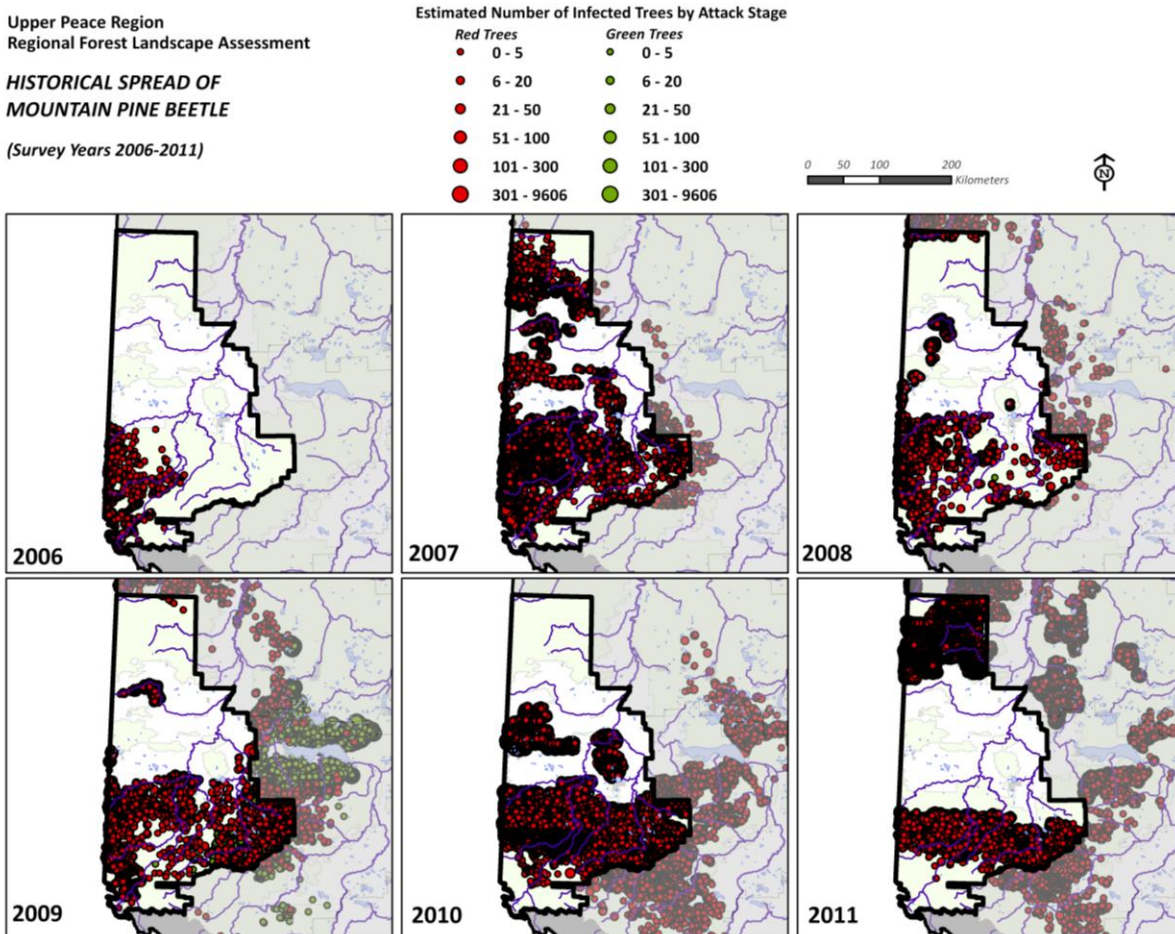 Upper Peace Region
Regional Forest Landscape Assessment
HISTORICAL SPREAD OF
MOUNTAIN PINE BEETLE
(Survey Years 2006-2011)
Estimated Number of Infected Trees by Attack Stage
Red Trees Green Trees
0 - 5 0 - 5
6 - 20 6 - 20
21 - 50 21 - 50
51 - 100 51 - 100
101 - 300 101 - 300
301 - 9606 301 - 9606
0 50 100 200
Kilometers
N
2006
2007
2008
2009
2010
2011